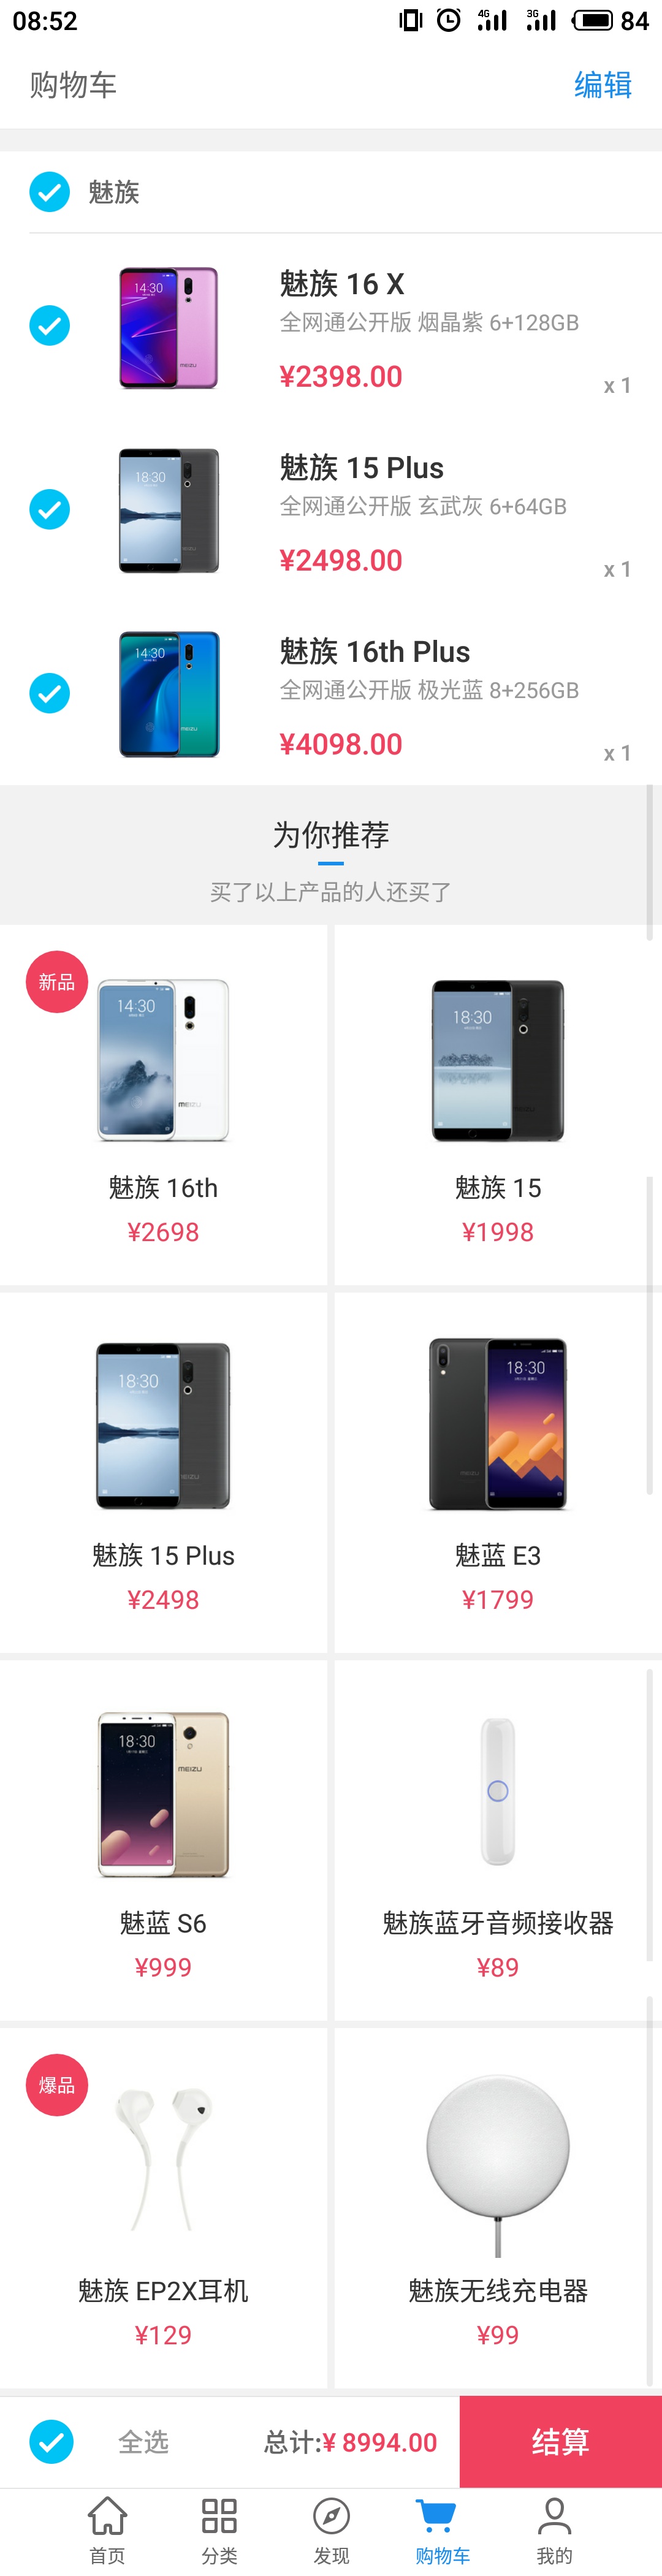 08:52 4G 3G 84
购物车 编辑
魅族
14:30
MEIZU
魅族 16 X
全网通公开版 烟晶紫 6+128GB
¥2398.00
x 1
18:30
魅族 15 Plus
全网通公开版 玄武灰 6+64GB
¥2498.00
x 1
14:30
MEIZU
魅族 16th Plus
全网通公开版 极光蓝 8+256GB
¥4098.00
x 1
为你推荐
买了以上产品的人还买了
新品
14:30
MEIZU
18:30
魅族 16th 魅族 15
¥2698 ¥1998
18:30
MEIZU
18:30
MEIZU
魅族 15 Plus 魅蓝 E3
¥2498 ¥1799
18:30
MEIZU
魅蓝 S6 魅族蓝牙音频接收器
¥999 ¥89
爆品
魅族 EP2X耳机 魅族无线充电器
¥129 ¥99
全选 总计:¥ 8994.00 结算
首页 分类 发现 购物车 我的